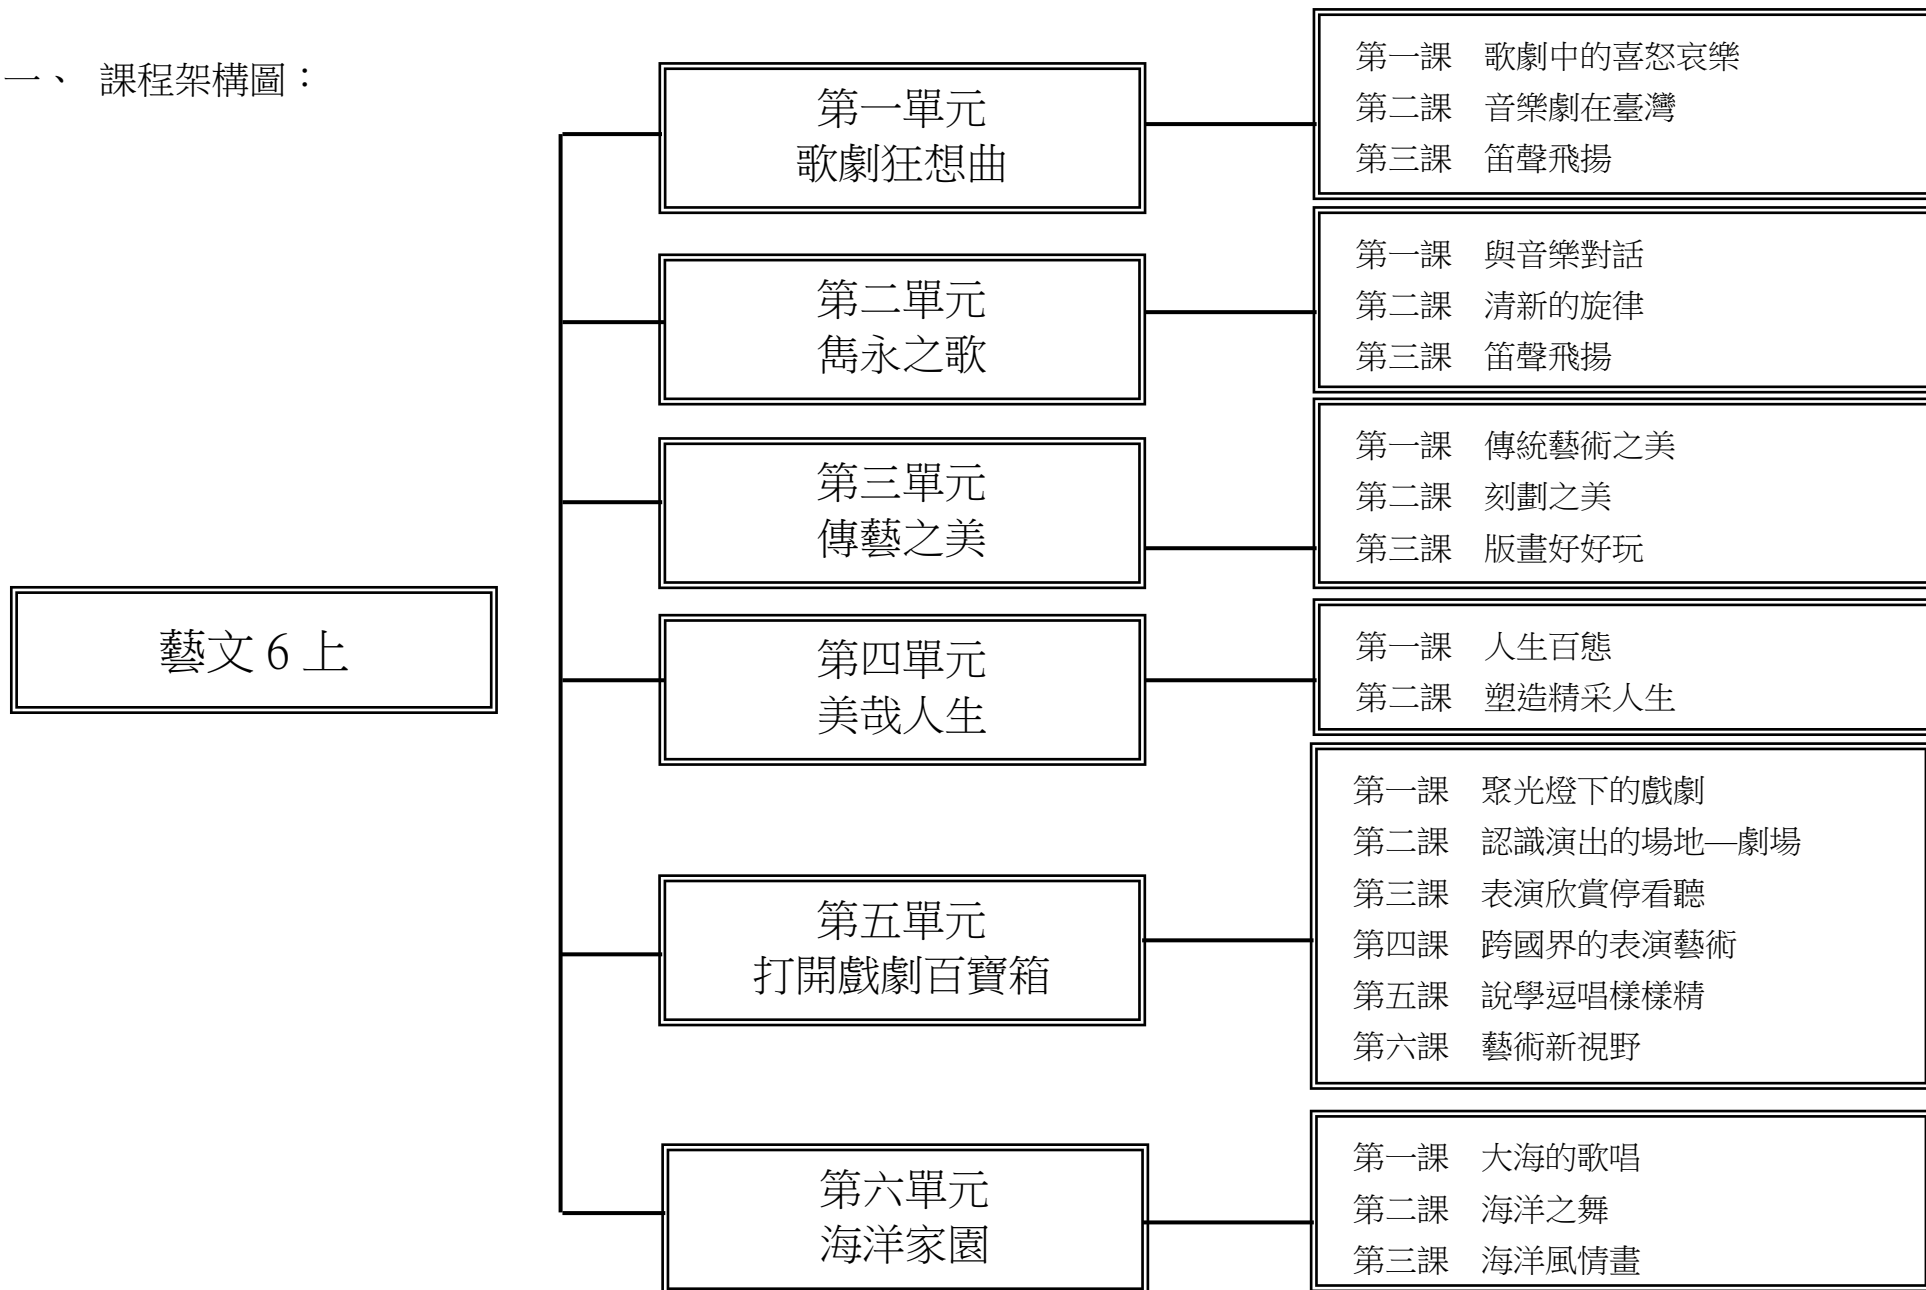 一、 課程架構圖：
藝文 6 上
第一單元
歌劇狂想曲
第一課 歌劇中的喜怒哀樂
第二課 音樂劇在臺灣
第三課 笛聲飛揚
第二單元
雋永之歌
第一課 與音樂對話
第二課 清新的旋律
第三課 笛聲飛揚
第三單元
傳藝之美
第一課 傳統藝術之美
第二課 刻劃之美
第三課 版畫好好玩
第四單元
美哉人生
第一課 人生百態
第二課 塑造精采人生
第五單元
打開戲劇百寶箱
第一課 聚光燈下的戲劇
第二課 認識演出的場地—劇場
第三課 表演欣賞停看聽
第四課 跨國界的表演藝術
第五課 說學逗唱樣樣精
第六課 藝術新視野
第六單元
海洋家園
第一課 大海的歌唱
第二課 海洋之舞
第三課 海洋風情畫